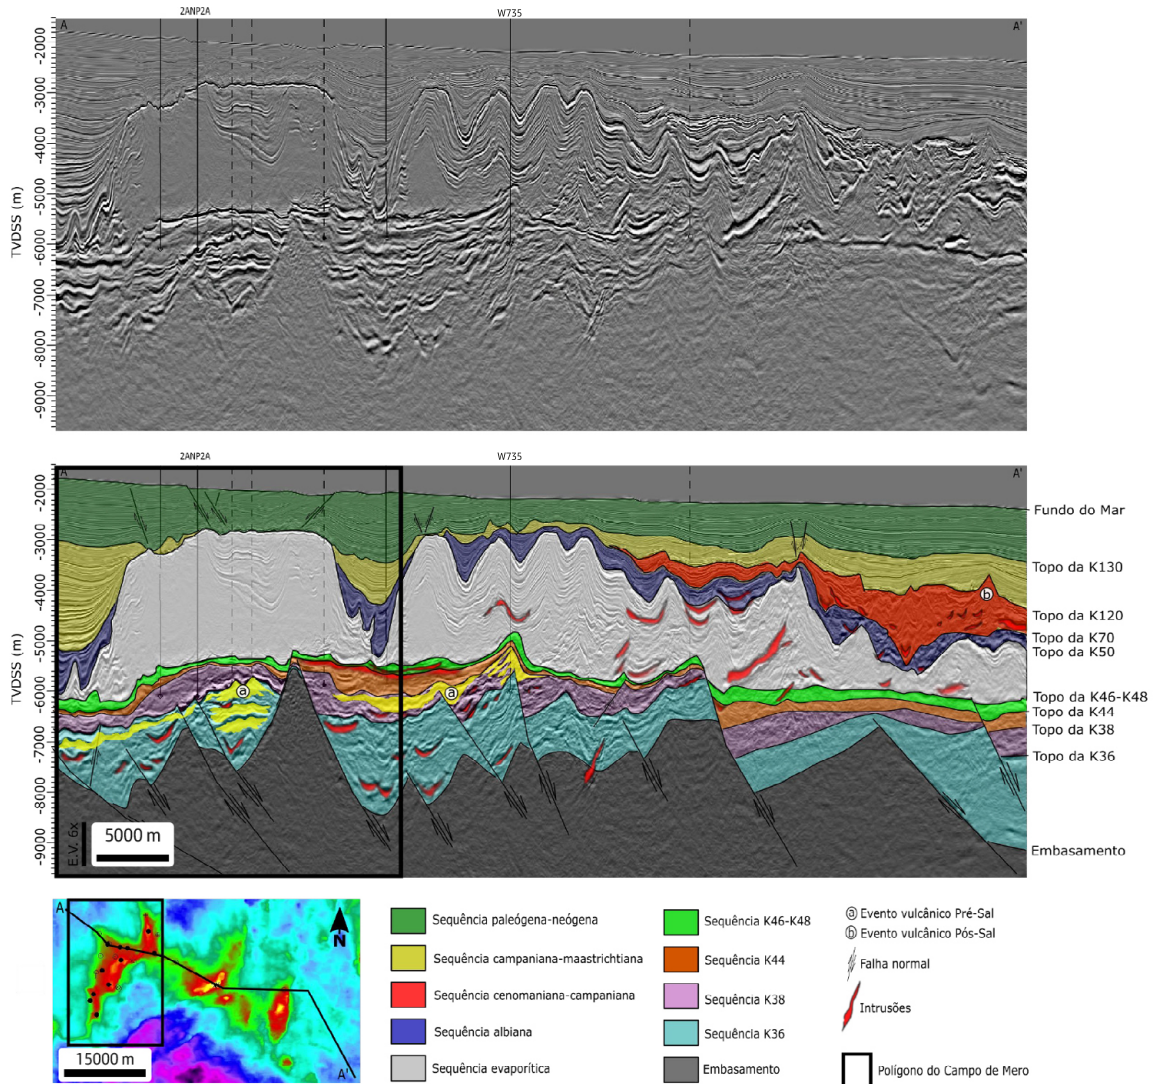 2ANP2A W735
A A'
-2000
-3000
-4000
-5000
-6000
-7000
-8000
-9000
TVDSS (m)
2ANP2A W735
A A'
-2000
-3000
-4000
-5000
-6000
-7000
-8000
-9000
TVDSS (m)
Fundo do Mar
Topo da K130
Topo da K120
Topo da K70
Topo da K50
Topo da K46-K48
Topo da K44
Topo da K38
Topo da K36
Embasamento
a
a
b
E.V. 6x
5000 m
A
N
A'
15000 m
Sequência paleógena-neógena
Sequência campaniana-maastrichtiana
Sequência cenomaniana-campaniana
Sequência albiana
Sequência evaporítica
Sequência K46-K48
Sequência K44
Sequência K38
Sequência K36
Embasamento
a Evento vulcânico Pré-Sal
b Evento vulcânico Pós-Sal
Falha normal
Intrusões
Polígono do Campo de Mero